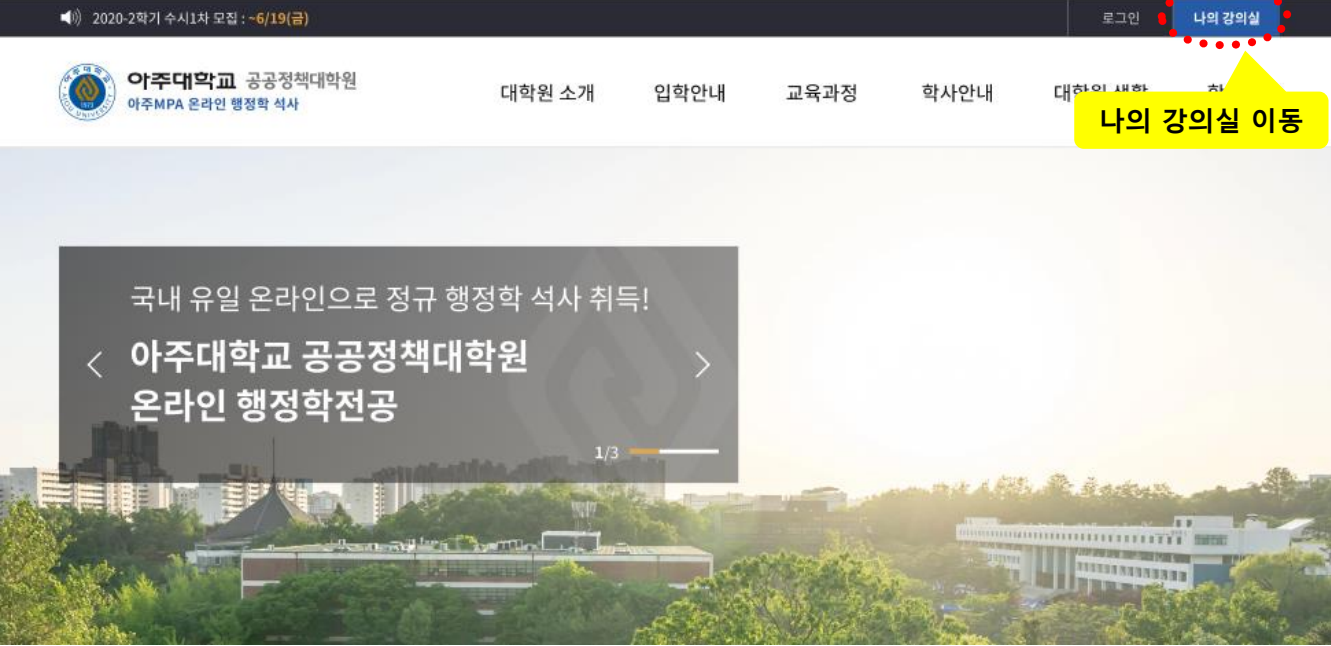 2020-2학기 수시1차 모집 : ~6/19(금)
로그인
나의 강의실
아주대학교 공공정책대학원
아주MPA 온라인 행정학 석사
대학원 소개
입학안내
교육과정
학사안내
나의 강의실 이동
국내 유일 온라인으로 정규 행정학 석사 취득!
아주대학교 공공정책대학원
온라인 행정학전공
1/3